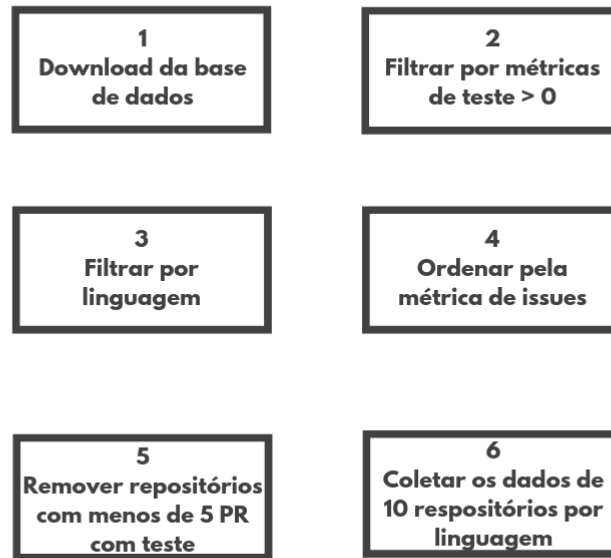 1
Download da base
de dados
2
Filtrar por métricas
de teste > 0
3
Filtrar por
linguagem
4
Ordenar pela
métrica de issues
5
Remover repositórios
com menos de 5 PR
com teste
6
Coletar os dados de
10 respositórios por
linguagem